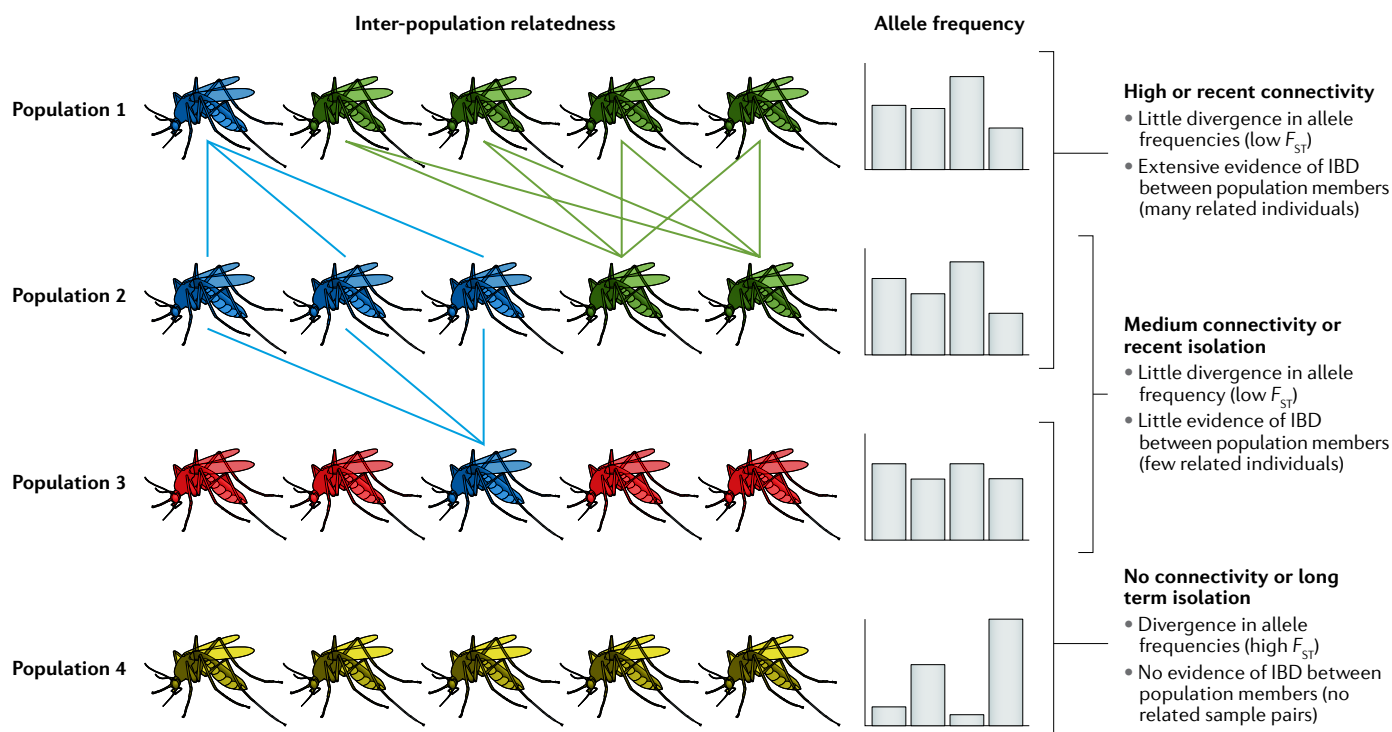 Inter-population relatedness
Allele frequency
Population 1
Population 2
Population 3
Population 4
High or recent connectivity
• Little divergence in allele
frequencies (low F_ST)
• Extensive evidence of IBD
between population members
(many related individuals)
Medium connectivity or
recent isolation
• Little divergence in allele
frequency (low F_ST)
• Little evidence of IBD
between population members
(few related individuals)
No connectivity or long
term isolation
• Divergence in allele
frequencies (high F_ST)
• No evidence of IBD between
population members (no
related sample pairs)